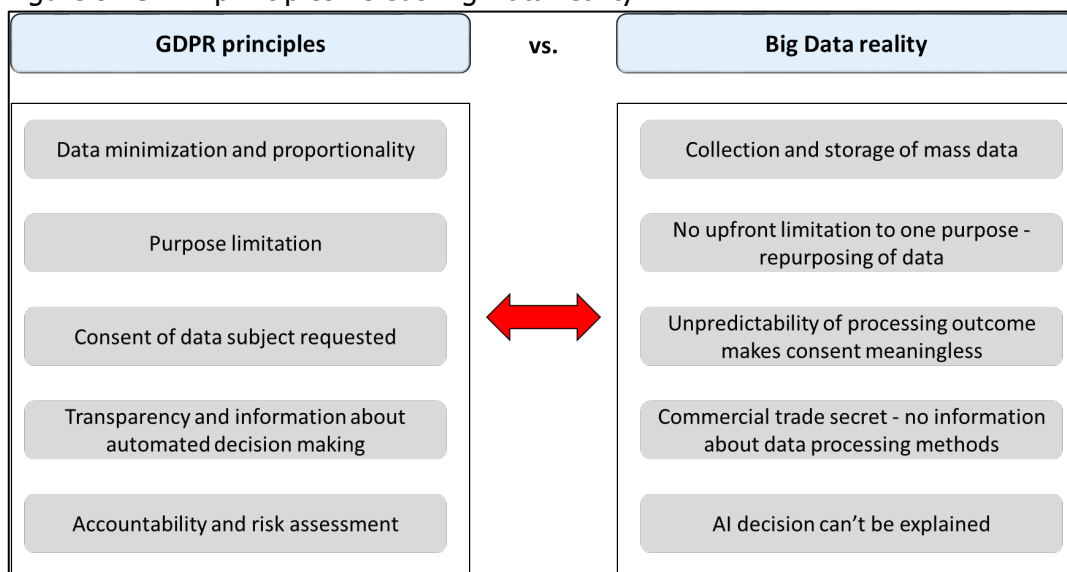 GDPR principles
vs.
Big Data reality
Data minimization and proportionality
Collection and storage of mass data
Purpose limitation
No upfront limitation to one purpose -
repurposing of data
Consent of data subject requested
Unpredictability of processing outcome
makes consent meaningless
Transparency and information about
automated decision making
Commercial trade secret - no information
about data processing methods
Accountability and risk assessment
AI decision can't be explained